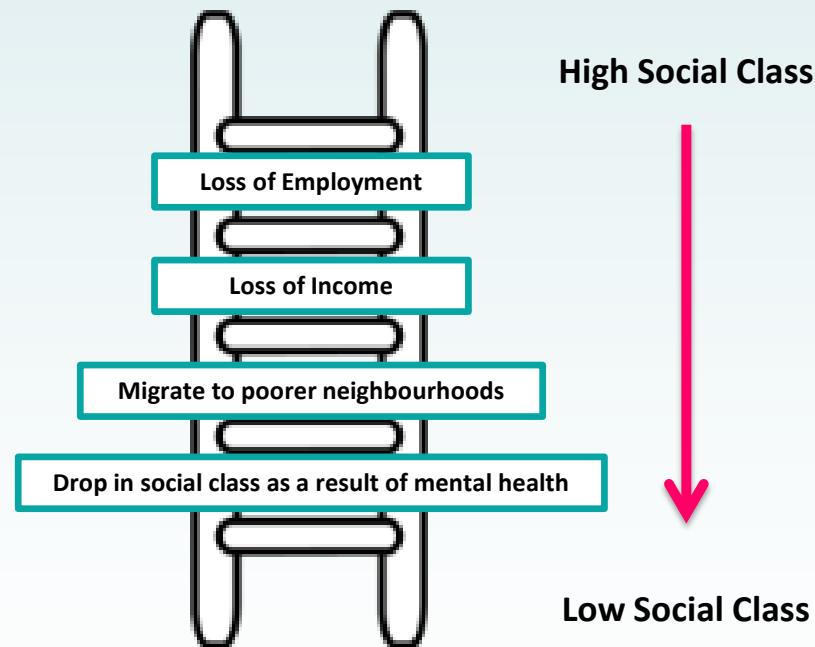 High Social Class
Loss of Employment
Loss of Income
Migrate to poorer neighbourhoods
Drop in social class as a result of mental health
Low Social Class